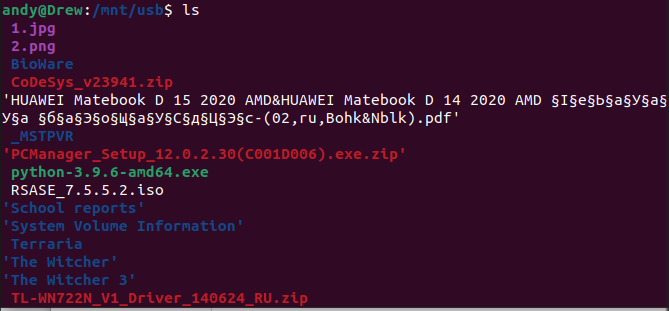 andy@Drew:/mnt/usb$ ls
1.jpg
2.png
BioWare
CoDeSys_v23941.zip
'HUAWEI Matebook D 15 2020 AMD&HUAWEI Matebook D 14 2020 AMD §I§e§Ь§a§У§a§
У§a §б§a§Э§o§Щ§a§У§С§д§Ц§Э§c-(02,ru,Bohk&Nblk).pdf'
_MSTPVR
'PCManager_Setup_12.0.2.30(C001D006).exe.zip'
python-3.9.6-amd64.exe
RSASE_7.5.5.2.iso
'School reports'
'System Volume Information'
Terraria
'The Witcher'
'The Witcher 3'
TL-WN722N_V1_Driver_140624_RU.zip